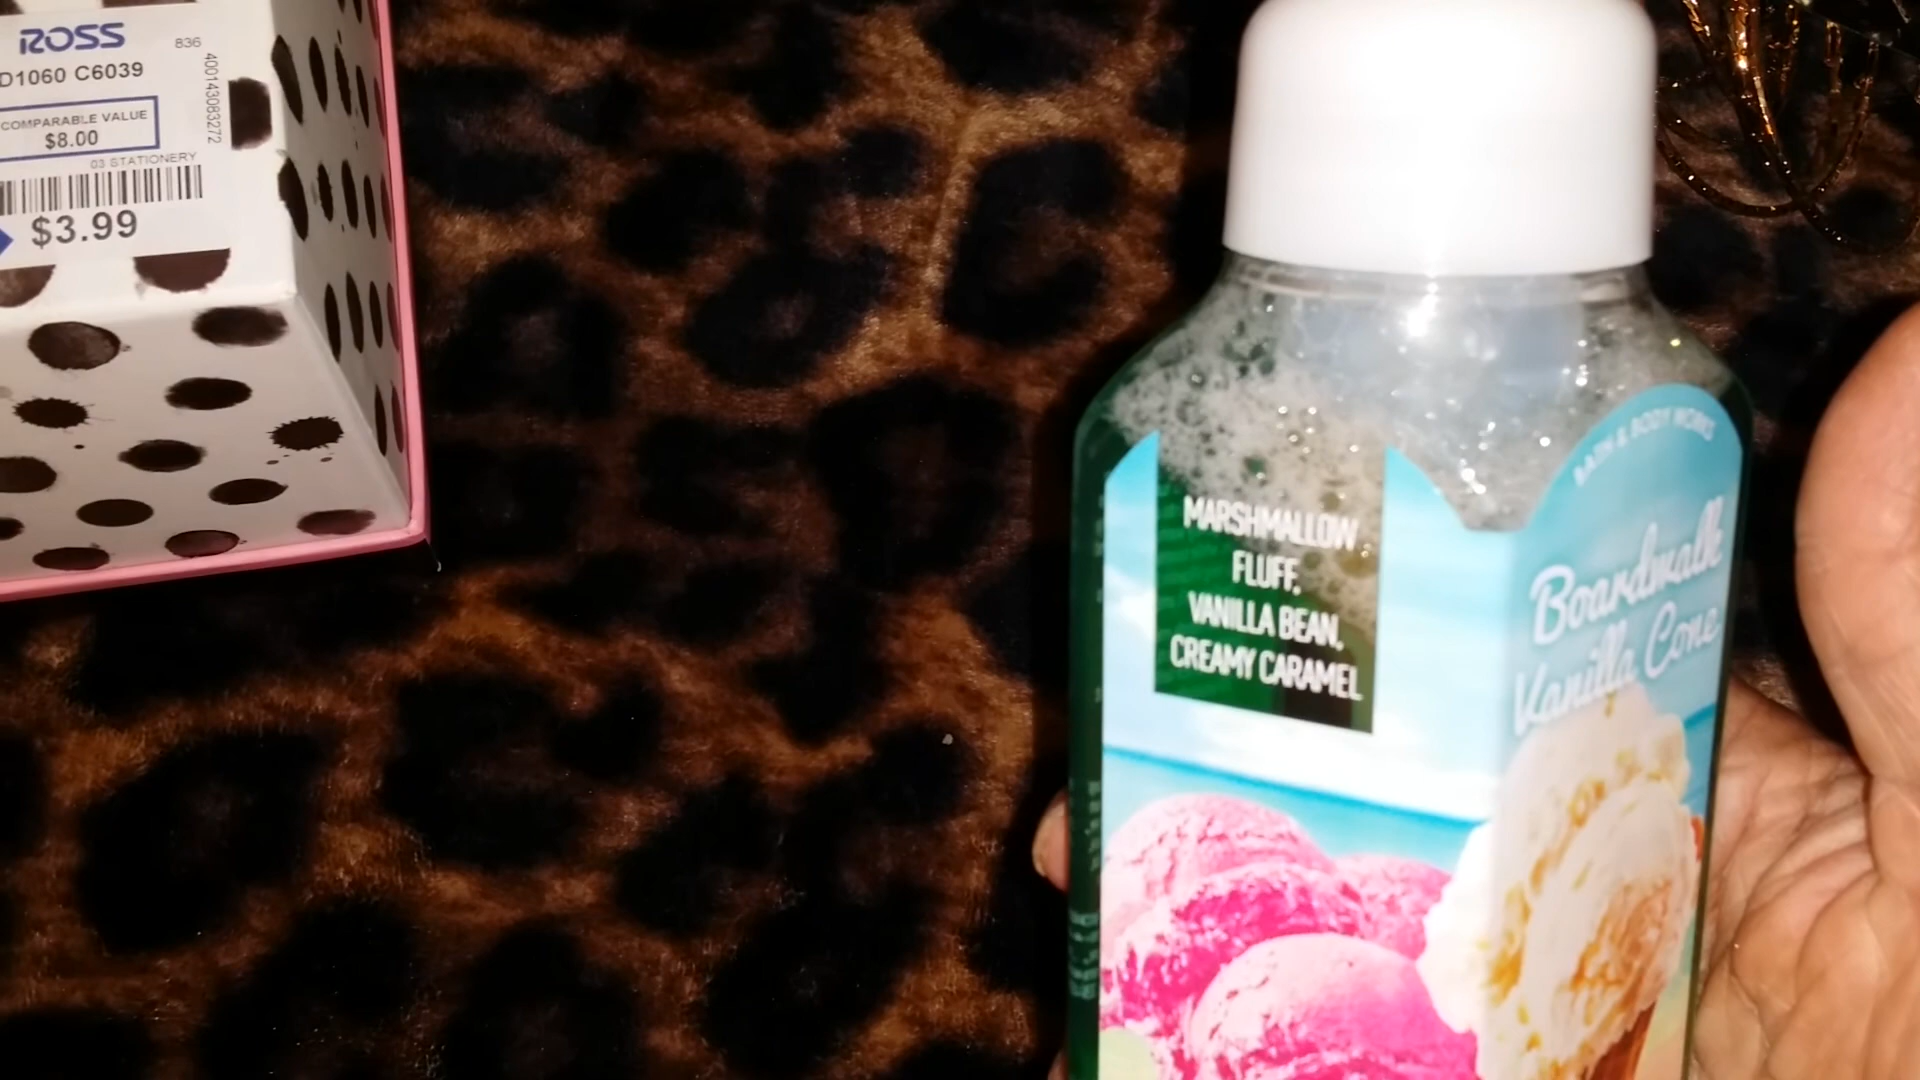 ROSS
836
D1060 C6039
400143083272
COMPARABLE VALUE
$8.00
03 STATIONERY
$3.99
MARSHMALLOW
FLUFF,
VANILLA BEAN,
CREAMY CARAMEL
BATH & BODY WORKS
Boardwalk
Vanilla Cone